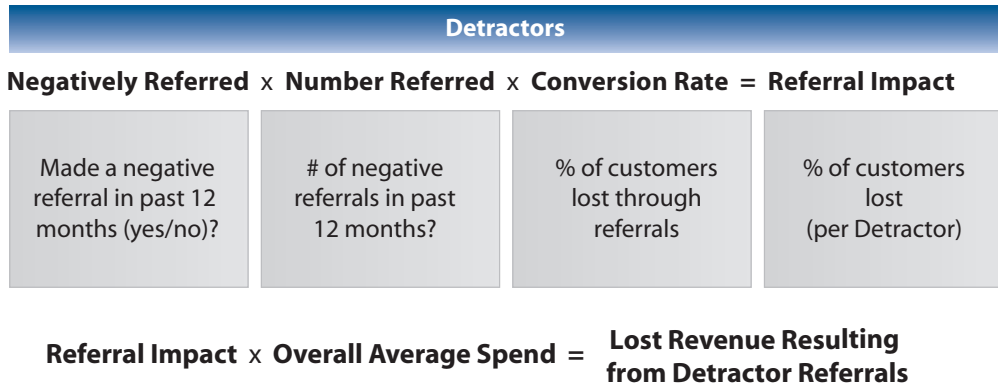 Detractors
Negatively Referred x Number Referred x Conversion Rate = Referral Impact
Made a negative
referral in past 12
months (yes/no)?
# of negative
referrals in past
12 months?
% of customers
lost through
referrals
% of customers
lost
(per Detractor)
Referral Impact x Overall Average Spend = Lost Revenue Resulting
from Detractor Referrals